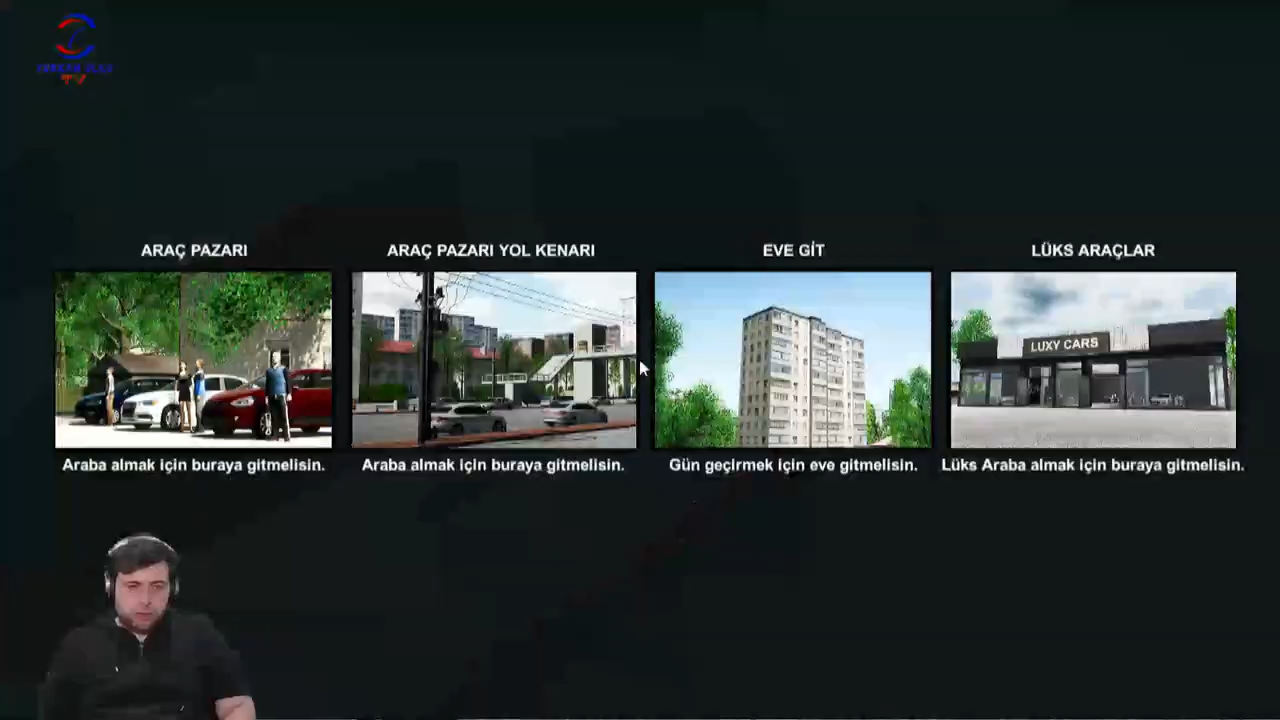 TV
ARAÇ PAZARI
ARAÇ PAZARI YOL KENARI
EVE GİT
LÜKS ARAÇLAR
LUXY CARS
Araba almak için buraya gitmelisin.
Araba almak için buraya gitmelisin.
Gün geçirmek için eve gitmelisin.
Lüks Araba almak için buraya gitmelisin.